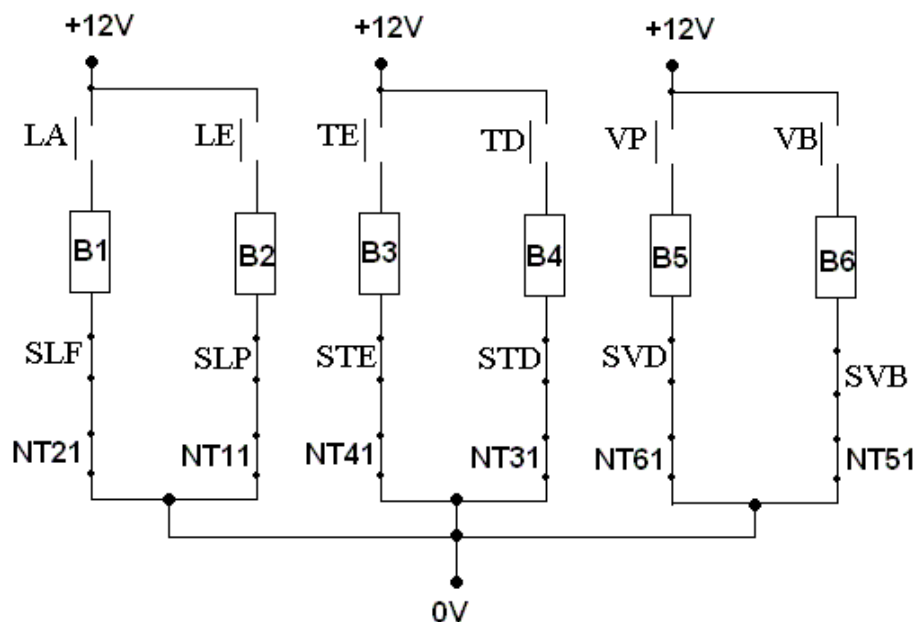 +12V +12V +12V
LA LE TE TD VP VB
B1 B2 B3 B4 B5 B6
SLF SLP STE STD SVD SVB
NT21 NT11 NT41 NT31 NT61 NT51
0V